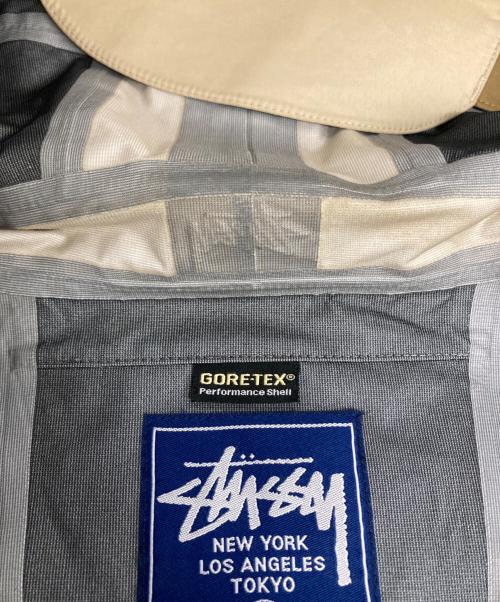 GORE-TEX®
Performance Shell
Stüssy
NEW YORK
LOS ANGELES
TOKYO